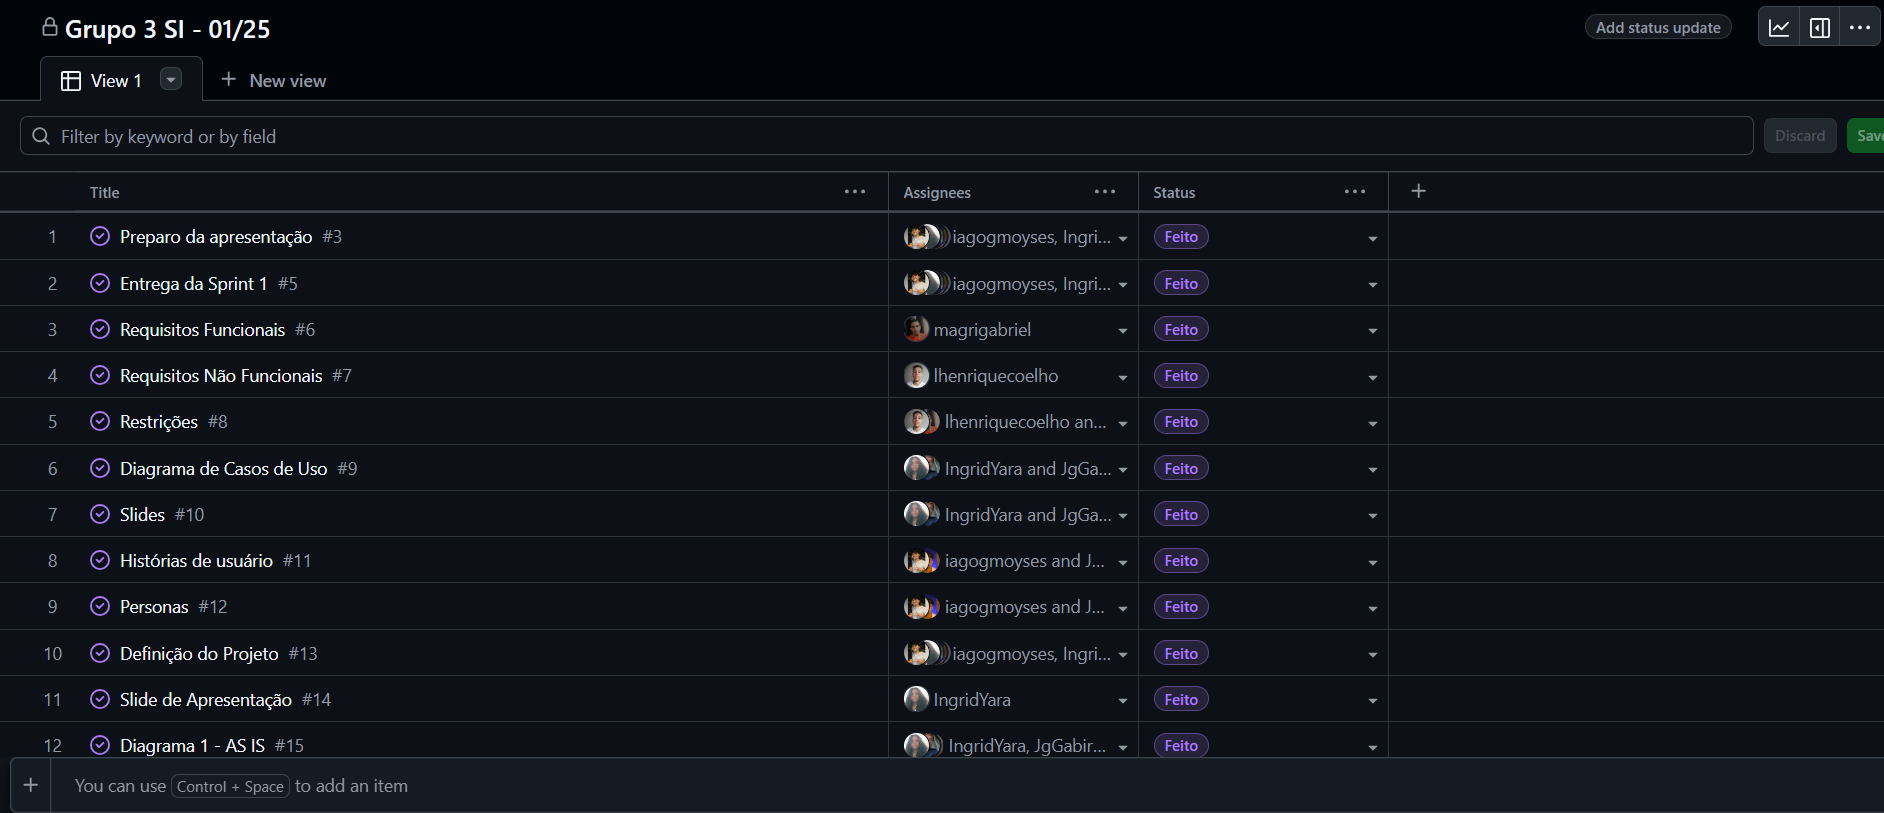 Grupo 3 SI - 01/25
Add status update
View 1
New view
Filter by keyword or by field
Discard
Save
Title Assignees Status
1 Preparo da apresentação #3 iagogmoyses, Ingri... Feito
2 Entrega da Sprint 1 #5 iagogmoyses, Ingri... Feito
3 Requisitos Funcionais #6 magrigabriel Feito
4 Requisitos Não Funcionais #7 lhenriquecoelho Feito
5 Restrições #8 lhenriquecoelho an... Feito
6 Diagrama de Casos de Uso #9 IngridYara and JgGa... Feito
7 Slides #10 IngridYara and JgGa... Feito
8 Histórias de usuário #11 iagogmoyses and J... Feito
9 Personas #12 iagogmoyses and J... Feito
10 Definição do Projeto #13 iagogmoyses, Ingri... Feito
11 Slide de Apresentação #14 IngridYara Feito
12 Diagrama 1 - AS IS #15 IngridYara, JgGabir... Feito
You can use Control + Space to add an item